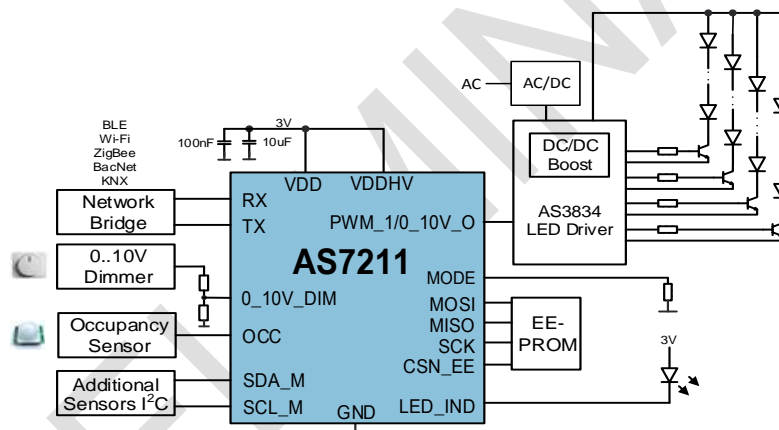 AC
AC/DC
BLE
Wi-Fi
ZigBee
BacNet
KNX
3V
100nF
10uF
DC/DC
Boost
AS3834
LED Driver
VDD
VDDHV
Network
Bridge
RX
TX
PWM_1/0_10V_O
AS7211
0..10V
Dimmer
0_10V_DIM
MODE
MOSI
MISO
SCK
CSN_EE
EE-
PROM
Occupancy
Sensor
OCC
3V
Additional
Sensors I²C
SDA_M
SCL_M
GND
LED_IND